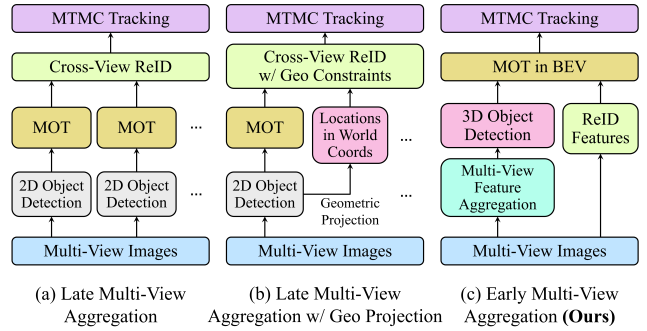 MTMC Tracking
Cross-View ReID
MOT
MOT
...
2D Object
Detection
2D Object
Detection
...
Multi-View Images
(a) Late Multi-View
Aggregation
MTMC Tracking
Cross-View ReID
w/ Geo Constraints
MOT
Locations
in World
Coords
...
2D Object
Detection
Geometric
Projection
...
Multi-View Images
(b) Late Multi-View
Aggregation w/ Geo Projection
MTMC Tracking
MOT in BEV
3D Object
Detection
ReID
Features
Multi-View
Feature
Aggregation
Multi-View Images
(c) Early Multi-View
Aggregation (Ours)